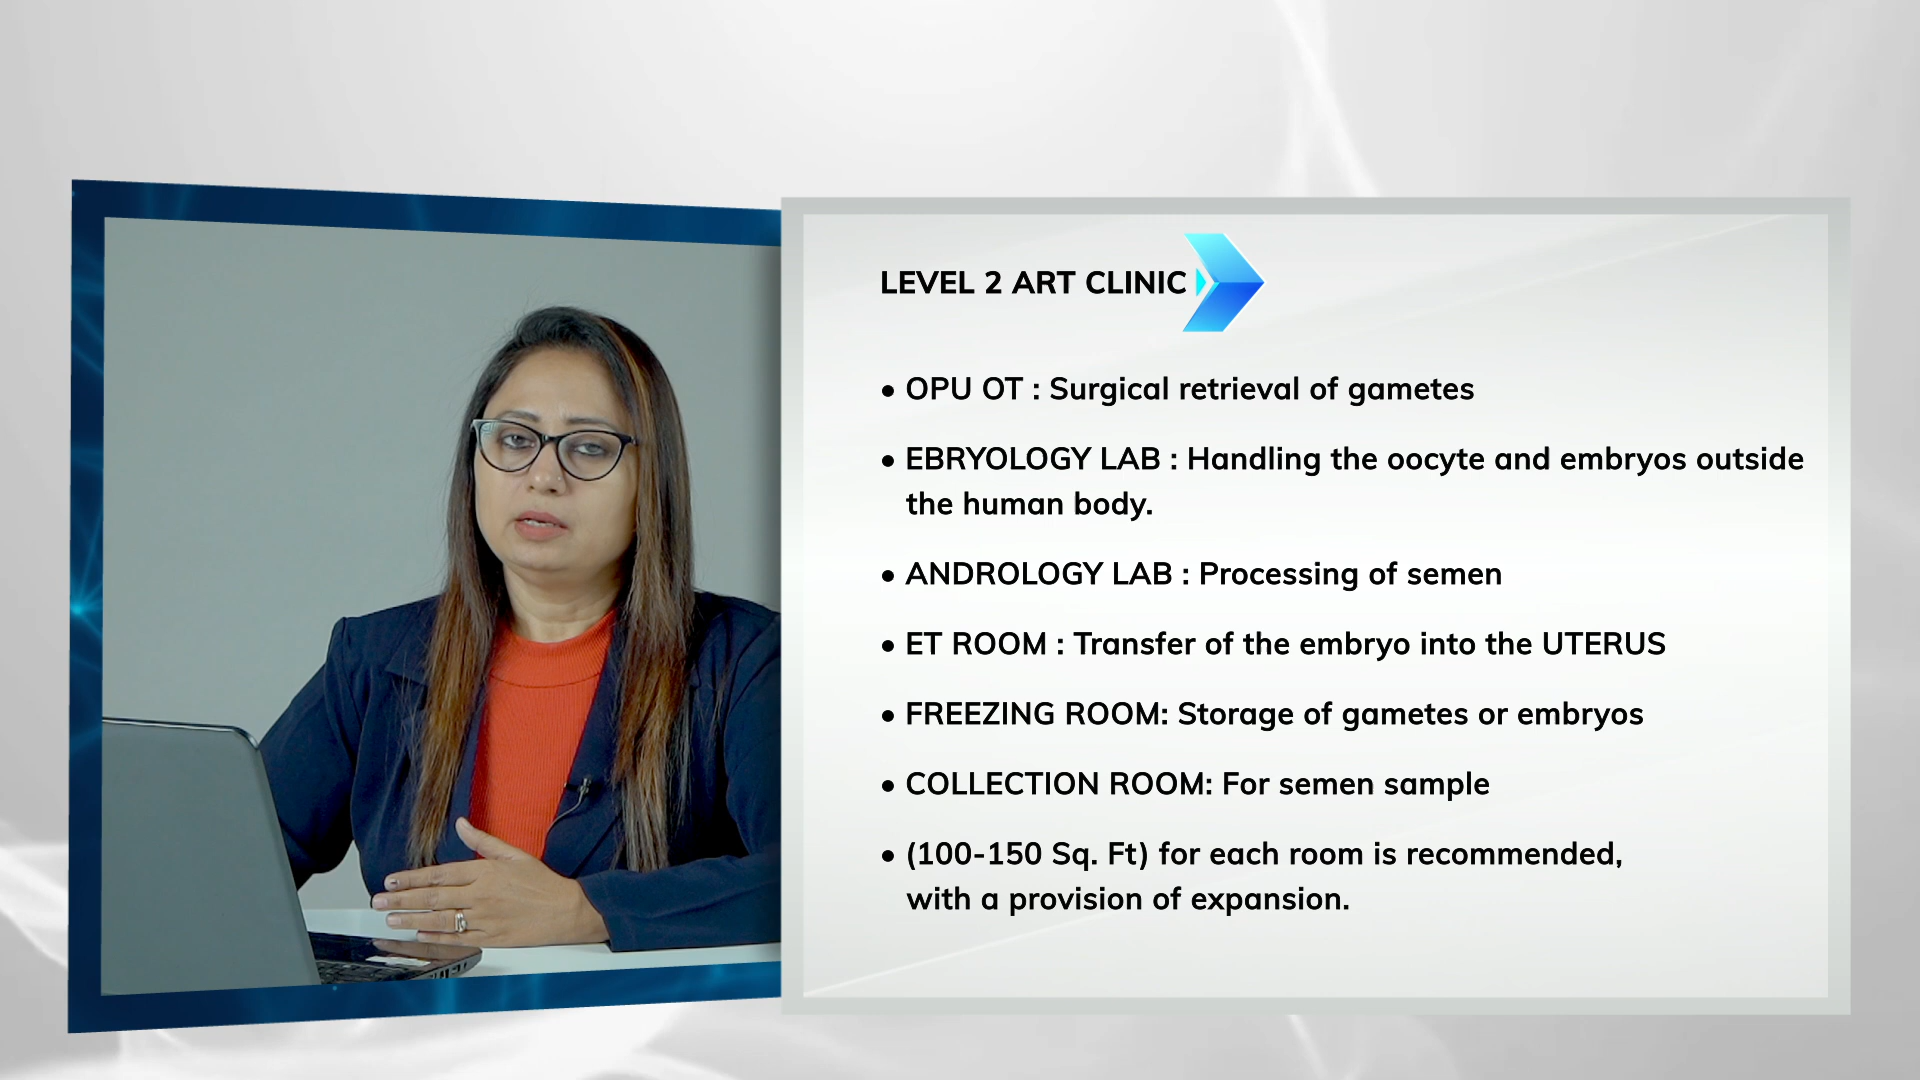 LEVEL 2 ART CLINIC
• OPU OT : Surgical retrieval of gametes
• EBRYOLOGY LAB : Handling the oocyte and embryos outside
the human body.
• ANDROLOGY LAB : Processing of semen
• ET ROOM : Transfer of the embryo into the UTERUS
• FREEZING ROOM: Storage of gametes or embryos
• COLLECTION ROOM: For semen sample
• (100-150 Sq. Ft) for each room is recommended,
with a provision of expansion.